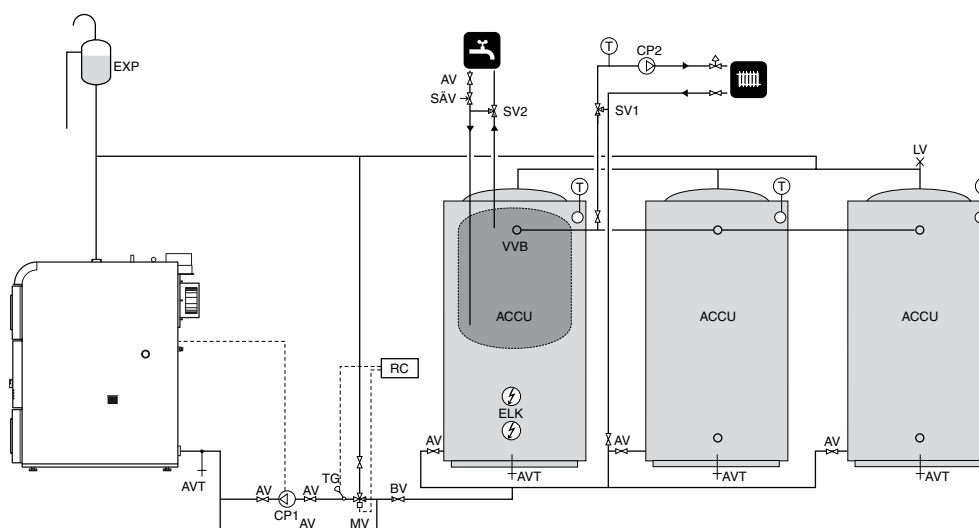 EXP
AV
SÄV
SV2
T
CP2
SV1
LV
T
T
T
VVB
ACCU
ACCU
ACCU
RC
ELK
AV
AV
AV
AVT
AVT
AVT
AVT
TG
AV
AV
BV
CP1
AV
MV